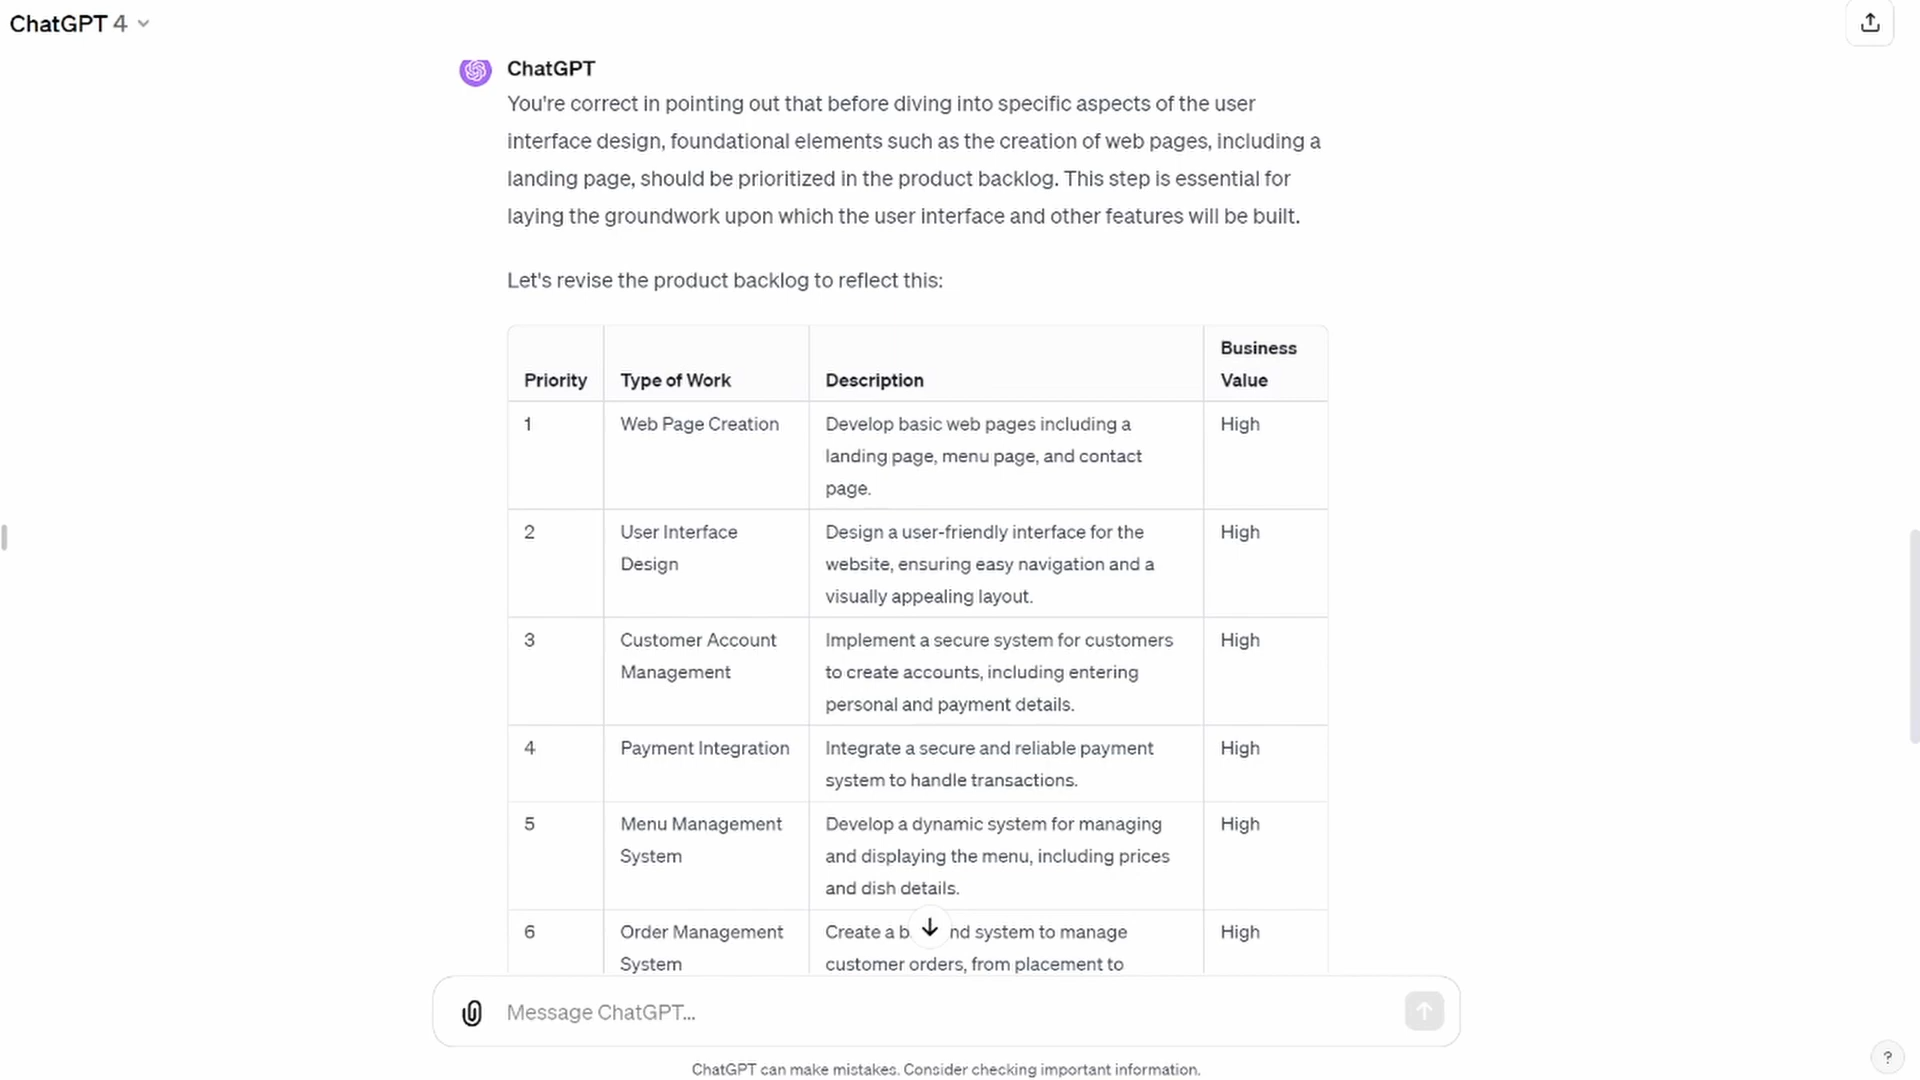 ChatGPT 4
ChatGPT
You're correct in pointing out that before diving into specific aspects of the user
interface design, foundational elements such as the creation of web pages, including a
landing page, should be prioritized in the product backlog. This step is essential for
laying the groundwork upon which the user interface and other features will be built.
Let's revise the product backlog to reflect this:
Priority Type of Work Description Business Value
1 Web Page Creation Develop basic web pages including a
landing page, menu page, and contact
page.
High
2 User Interface
Design
Design a user-friendly interface for the
website, ensuring easy navigation and a
visually appealing layout.
High
3 Customer Account
Management
Implement a secure system for customers
to create accounts, including entering
personal and payment details.
High
4 Payment Integration Integrate a secure and reliable payment
system to handle transactions.
High
5 Menu Management
System
Develop a dynamic system for managing
and displaying the menu, including prices
and dish details.
High
6 Order Management
System
Create a system to manage
customer orders, from placement to
High
Message ChatGPT...
ChatGPT can make mistakes. Consider checking important information.
?